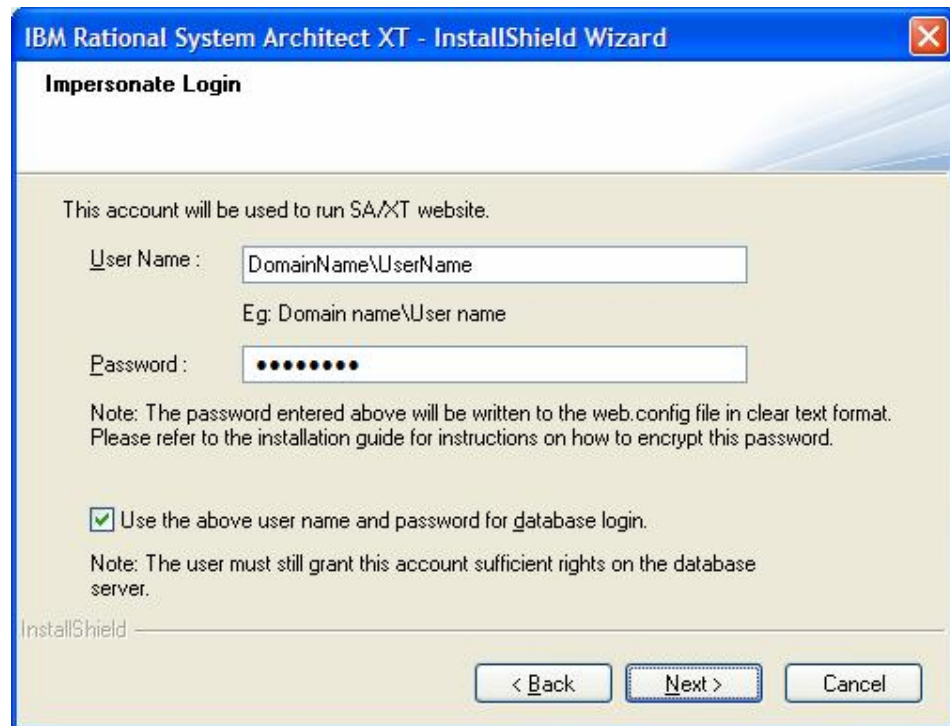 IBM Rational System Architect XT - InstallShield Wizard
Impersonate Login
This account will be used to run SA/XT website.
User Name :
DomainName\UserName
Eg: Domain name\User name
Password :
●●●●●●●●
Note: The password entered above will be written to the web.config file in clear text format.
Please refer to the installation guide for instructions on how to encrypt this password.
Use the above user name and password for database login.
Note: The user must still grant this account sufficient rights on the database
server.
InstallShield
< Back
Next >
Cancel